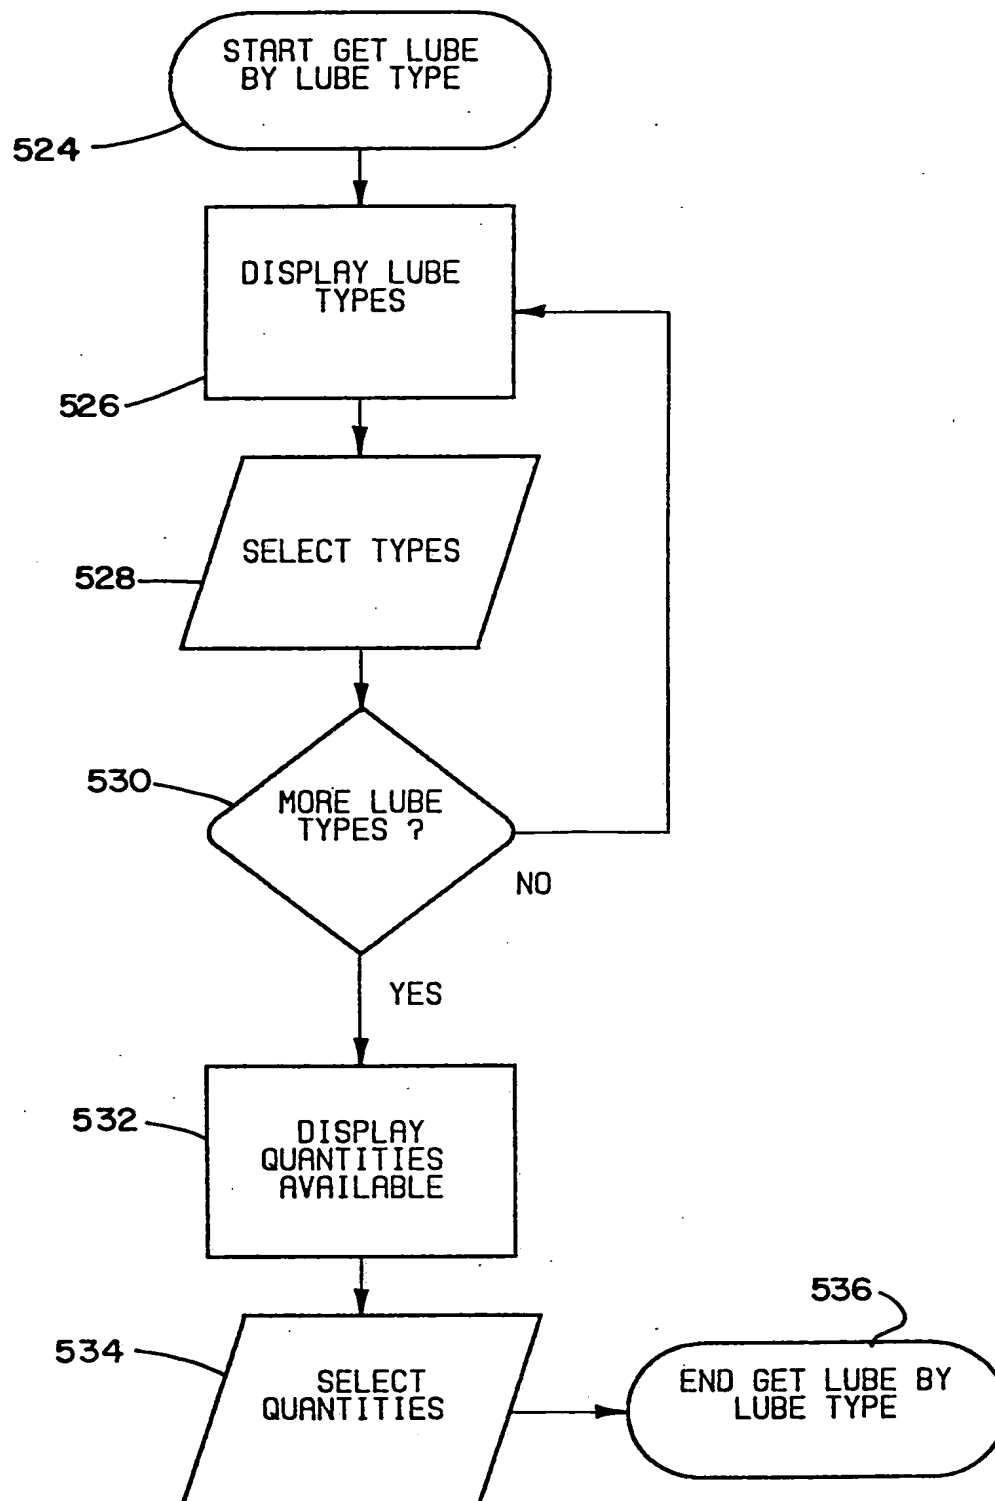 START GET LUBE
BY LUBE TYPE
524
DISPLAY LUBE
TYPES
526
SELECT TYPES
528
530
MORE LUBE
TYPES ?
NO
YES
532
DISPLAY
QUANTITIES
AVAILABLE
534
SELECT
QUANTITIES
536
END GET LUBE BY
LUBE TYPE